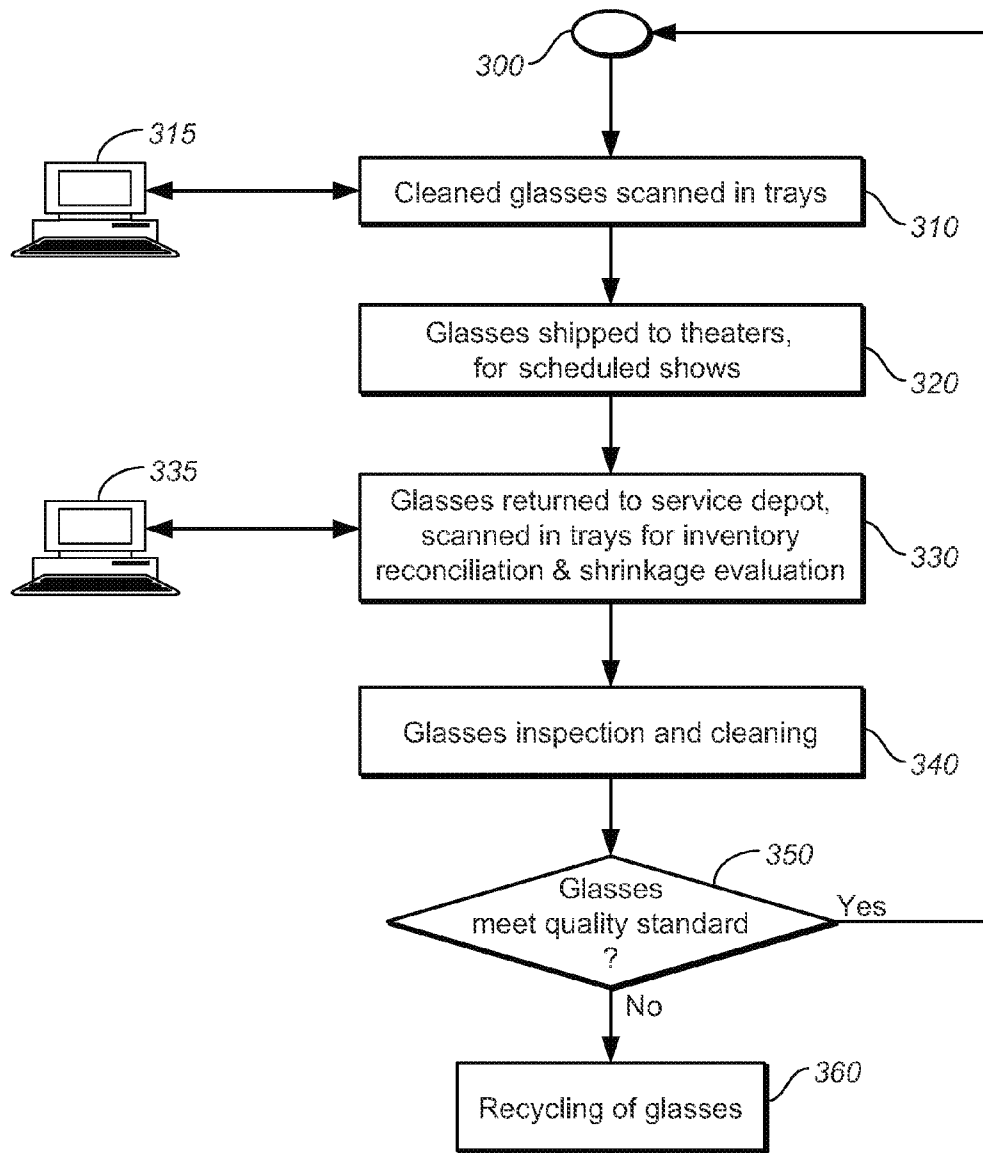 300
315
Cleaned glasses scanned in trays
310
Glasses shipped to theaters,
for scheduled shows
320
335
Glasses returned to service depot,
scanned in trays for inventory
reconciliation & shrinkage evaluation
330
Glasses inspection and cleaning
340
350
Glasses
meet quality standard
?
Yes
No
360
Recycling of glasses